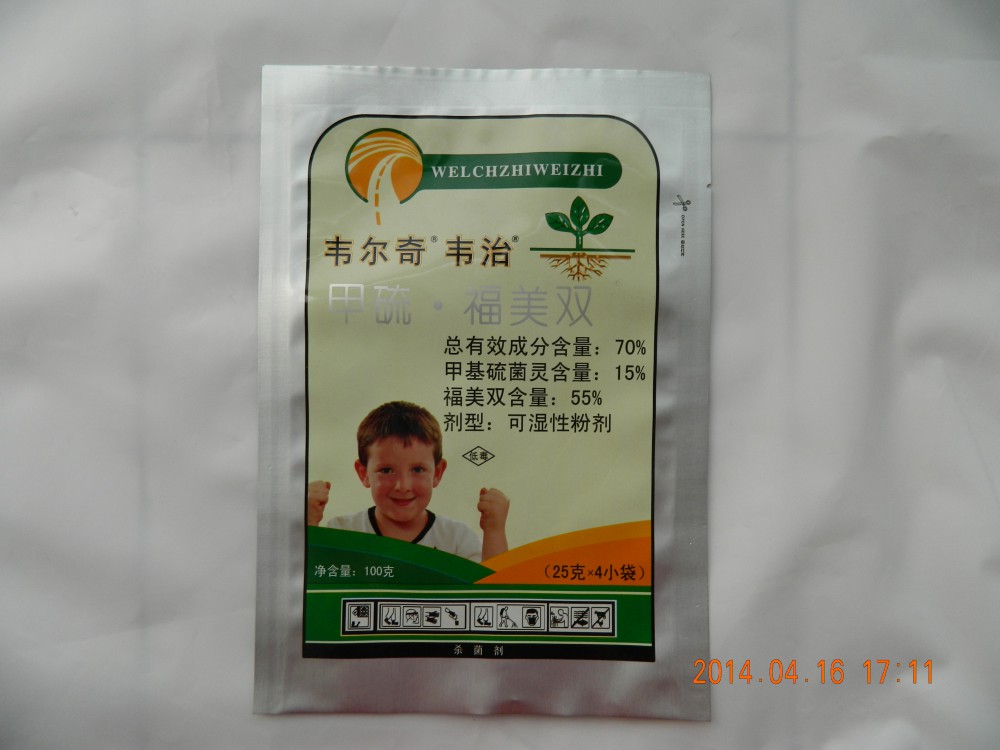 WELCHZHIWEIZHI
韦尔奇® 韦治®
甲硫·福美双
总有效成分含量：70%
甲基硫菌灵含量：15%
福美双含量：55%
剂型：可湿性粉剂
低毒
净含量：100克
（25克×4小袋）
杀菌剂
2014.04.16 17:11